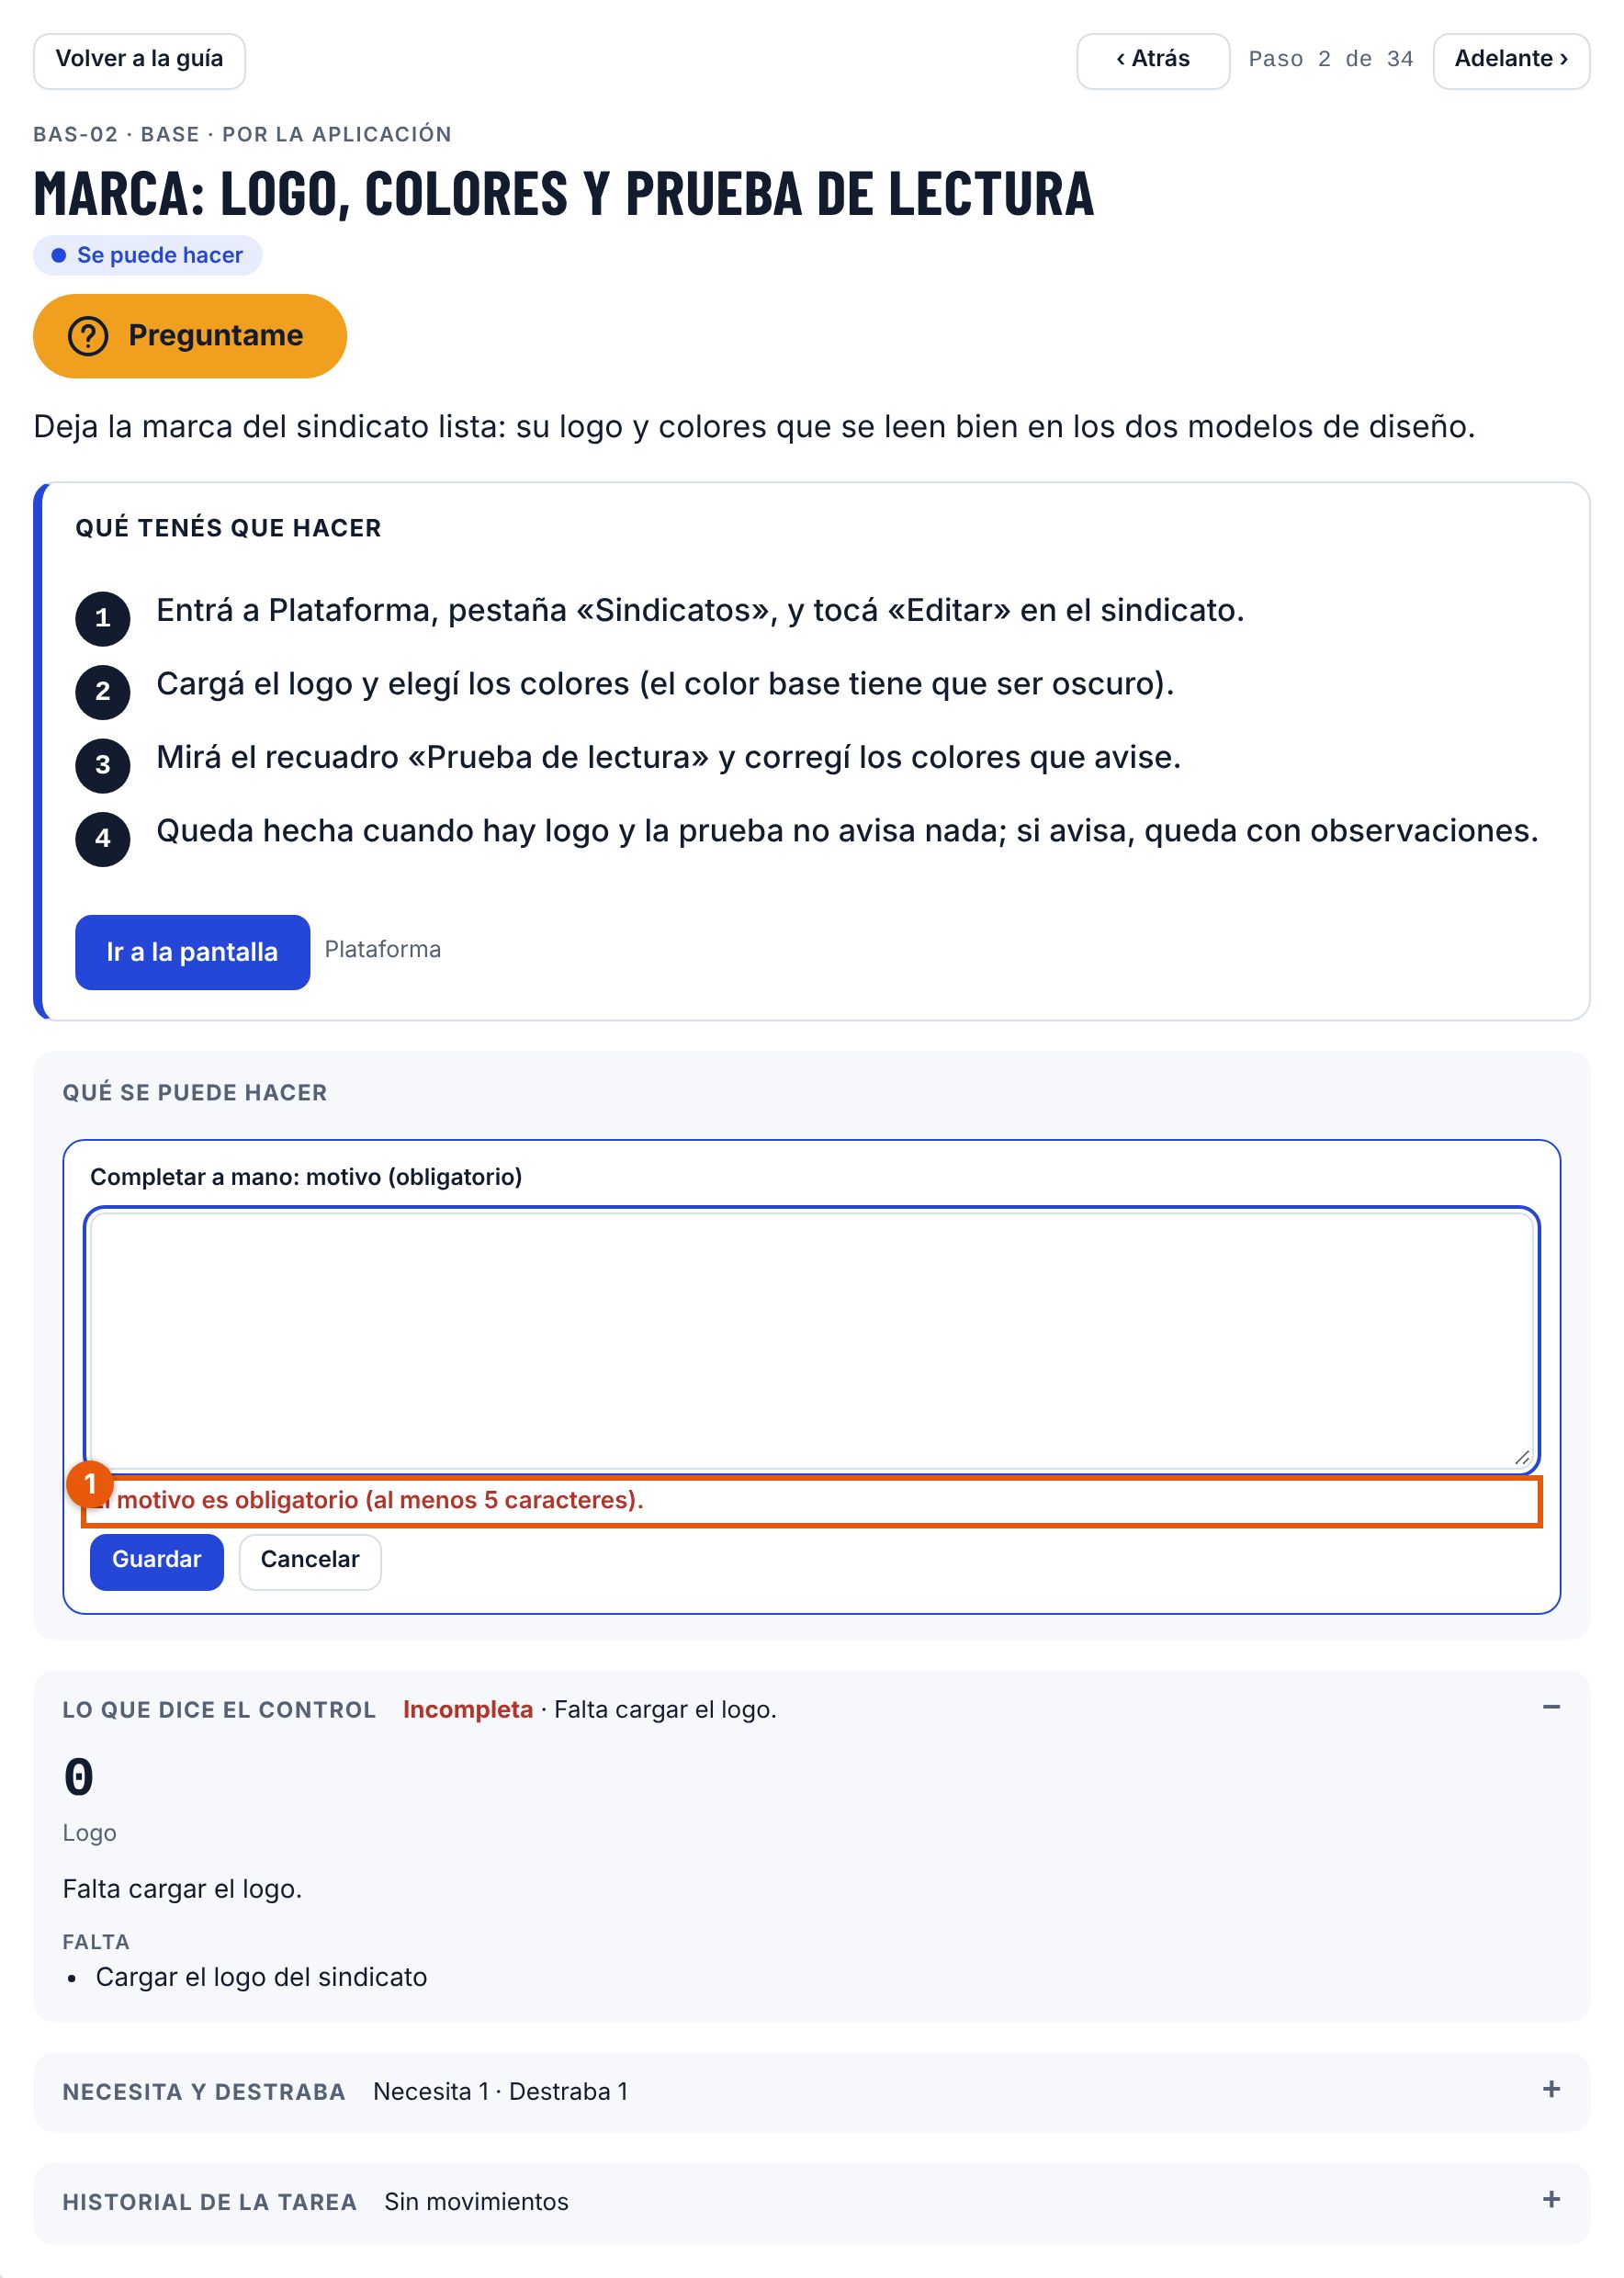 Volver a la guía
‹ Atrás
Paso 2 de 34
Adelante ›
BAS-02 · BASE · POR LA APLICACIÓN
MARCA: LOGO, COLORES Y PRUEBA DE LECTURA
Se puede hacer
? Preguntame
Deja la marca del sindicato lista: su logo y colores que se leen bien en los dos modelos de diseño.
QUÉ TENÉS QUE HACER
1 Entrá a Plataforma, pestaña «Sindicatos», y tocá «Editar» en el sindicato.
2 Cargá el logo y elegí los colores (el color base tiene que ser oscuro).
3 Mirá el recuadro «Prueba de lectura» y corregí los colores que avise.
4 Queda hecha cuando hay logo y la prueba no avisa nada; si avisa, queda con observaciones.
Ir a la pantalla Plataforma
QUÉ SE PUEDE HACER
Completar a mano: motivo (obligatorio)
1
motivo es obligatorio (al menos 5 caracteres).
Guardar Cancelar
LO QUE DICE EL CONTROL Incompleta · Falta cargar el logo. −
0
Logo
Falta cargar el logo.
FALTA
• Cargar el logo del sindicato
NECESITA Y DESTRABA Necesita 1 · Destraba 1 +
HISTORIAL DE LA TAREA Sin movimientos +